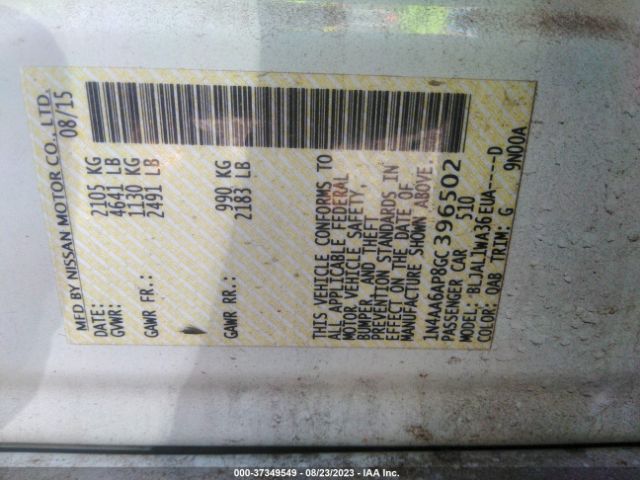 MFD BY NISSAN MOTOR CO., LTD.
DATE: 08/15
GVWR: 2105 KG
4641 LB
GAWR FR.: 1130 KG
2491 LB
GAWR RR.: 990 KG
2183 LB
THIS VEHICLE CONFORMS TO
ALL APPLICABLE FEDERAL
MOTOR VEHICLE SAFETY,
BUMPER, AND THEFT
PREVENTION STANDARDS IN
EFFECT ON THE DATE OF
MANUFACTURE SHOWN ABOVE.
1N4AA6AP8GC396502
PASSENGER CAR 510
MODEL: BLJALJWA36EUA----D
COLOR: QAB TRIM: G 9N00A
000-37349549 - 08/23/2023 - IAA Inc.